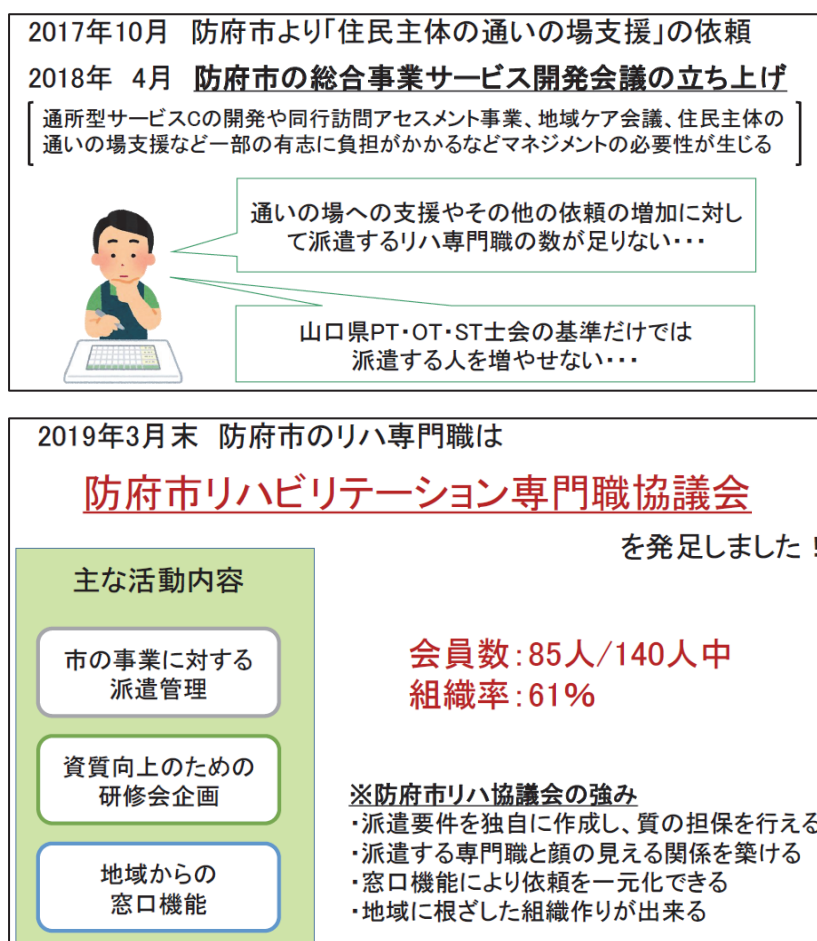 2017年10月 防府市より「住民主体の通いの場支援」の依頼
2018年 4月 防府市の総合事業サービス開発会議の立ち上げ
通所型サービスCの開発や同行訪問アセスメント事業、地域ケア会議、住民主体の
通いの場支援など一部の有志に負担がかかるなどマネジメントの必要性が生じる
通いの場への支援やその他の依頼の増加に対し
て派遣するリハ専門職の数が足りない・・・
山口県PT・OT・ST士会の基準だけでは
派遣する人を増やせない・・・
2019年3月末 防府市のリハ専門職は
防府市リハビリテーション専門職協議会
を発足しました！
主な活動内容
市の事業に対する
派遣管理
資質向上のための
研修会企画
地域からの
窓口機能
会員数：85人/140人中
組織率：61%
※防府市リハ協議会の強み
・派遣要件を独自に作成し、質の担保を行える
・派遣する専門職と顔の見える関係を築ける
・窓口機能により依頼を一元化できる
・地域に根ざした組織作りが出来る